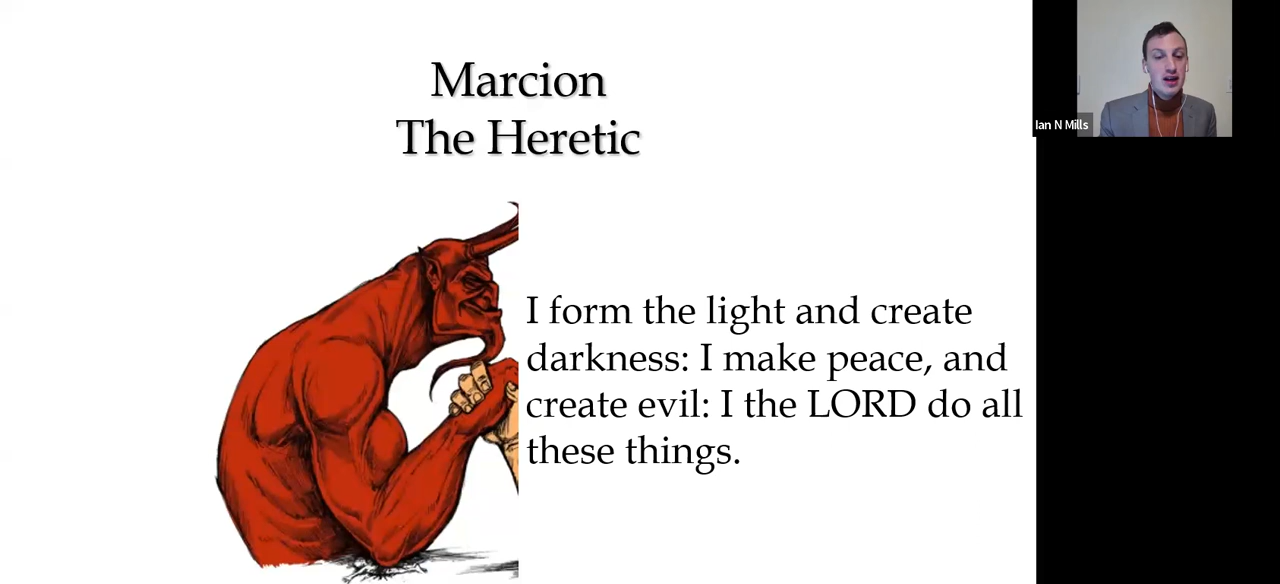 Marcion
The Heretic
Ian N Mills
I form the light and create
darkness: I make peace, and
create evil: I the LORD do all
these things.